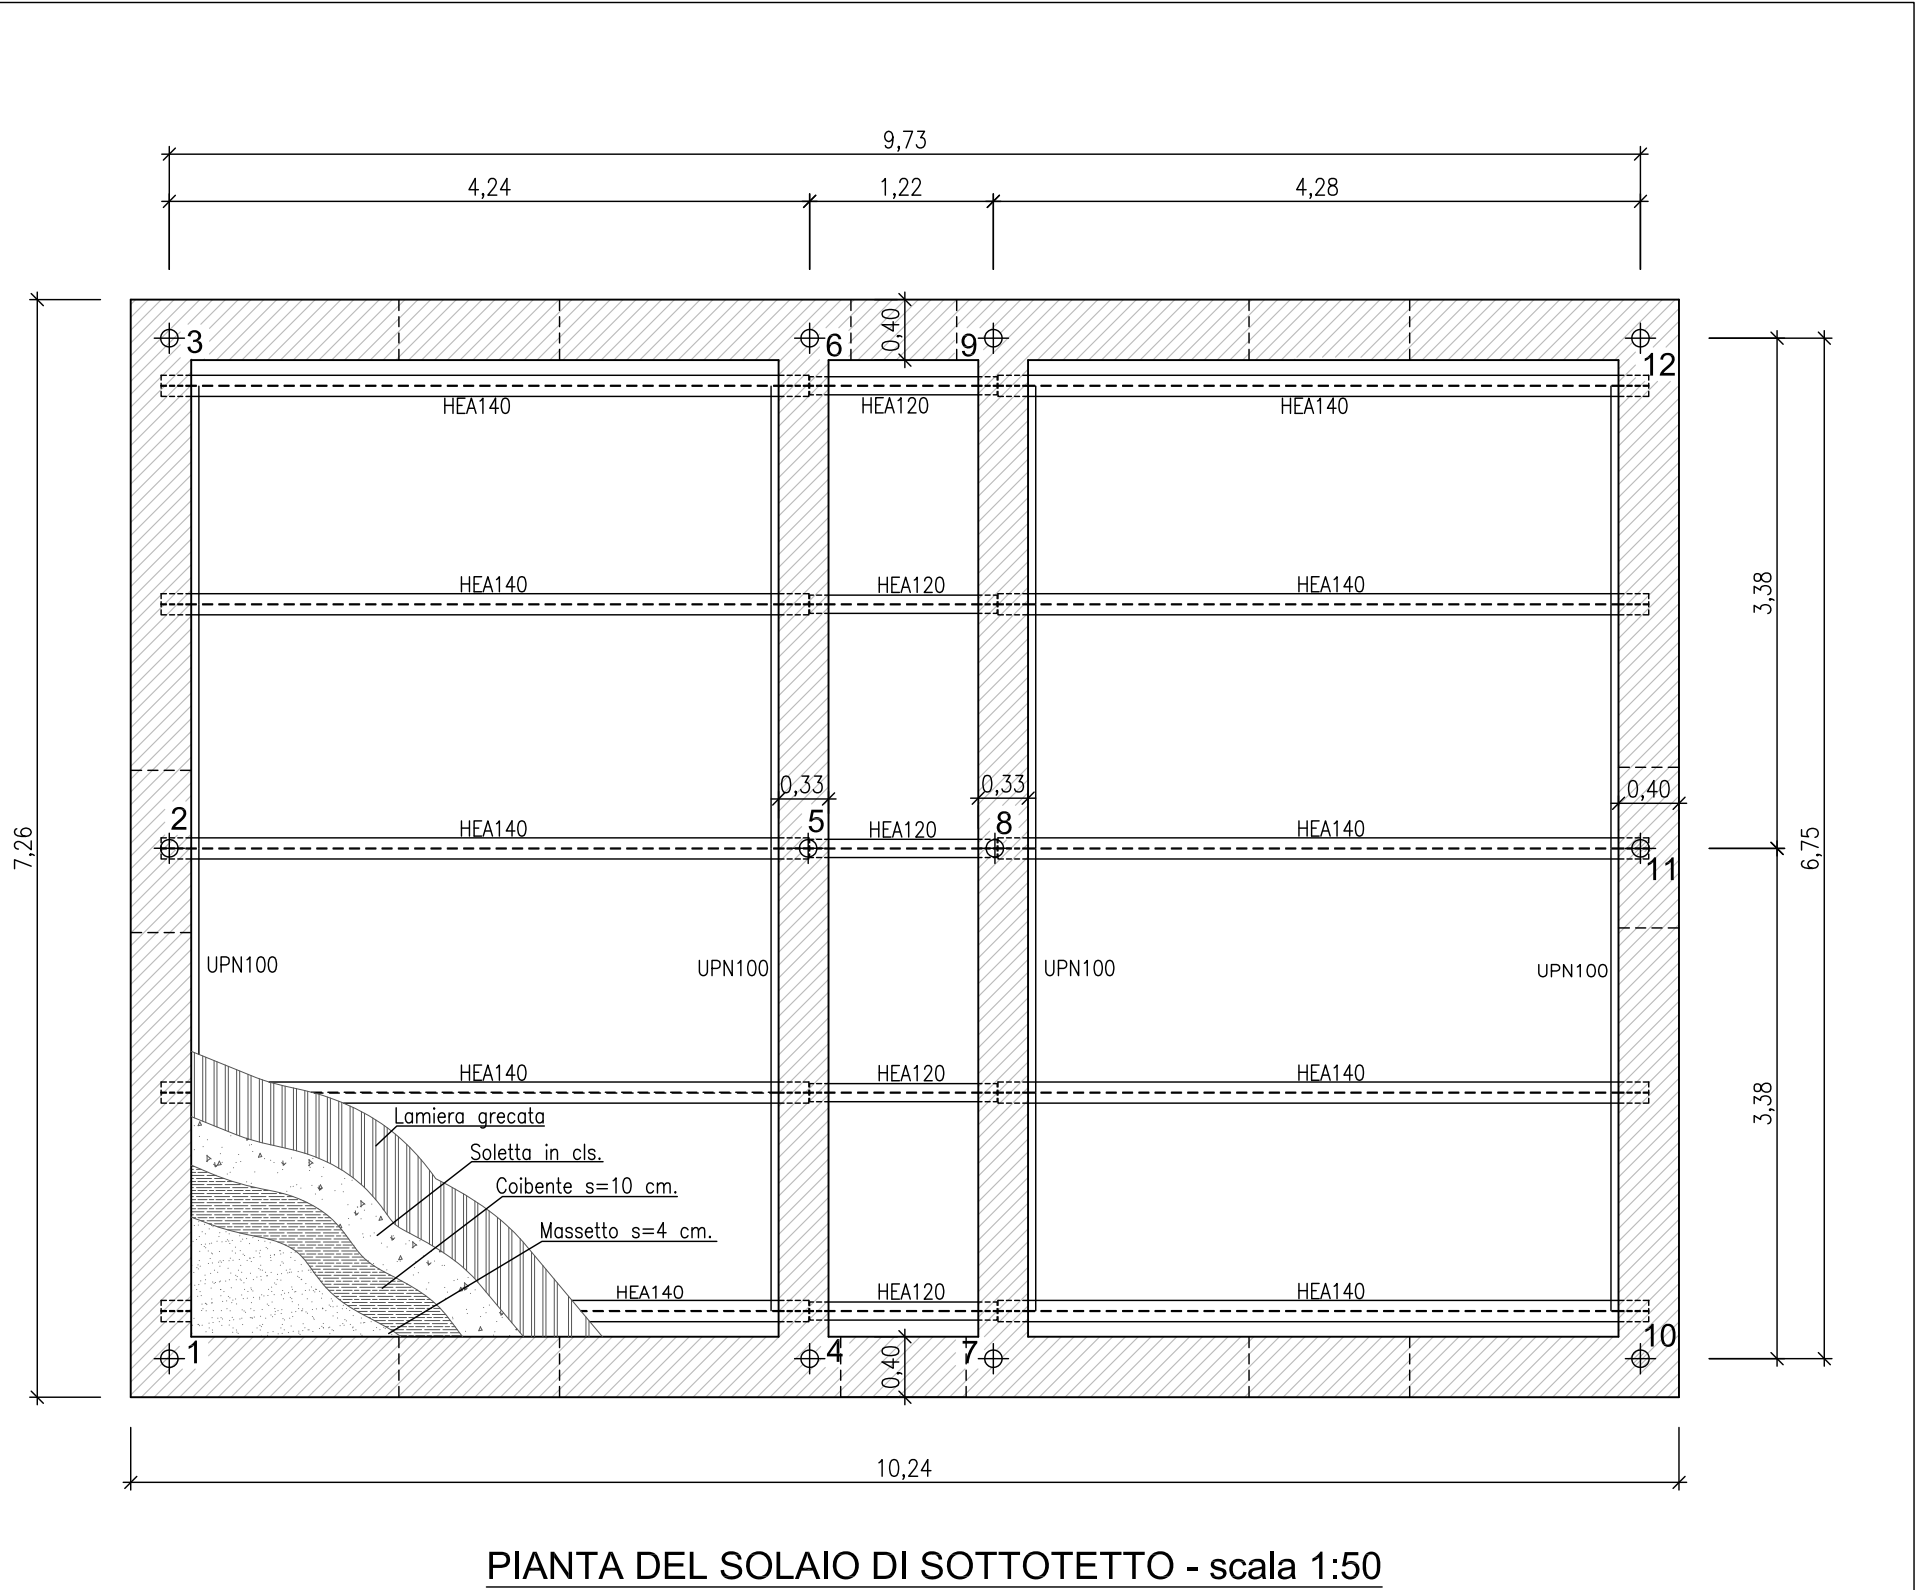 9,73
4,24
1,22
4,28
0,40
3
6
9
12
HEA140
HEA120
HEA140
HEA140
HEA120
HEA140
3,38
0,33
0,33
0,40
2
5
8
11
HEA140
HEA120
HEA140
7,26
6,75
UPN100
UPN100
UPN100
UPN100
HEA140
HEA120
HEA140
3,38
Lamiera grecata
Soletta in cls.
Coibente s=10 cm.
Massetto s=4 cm.
HEA140
HEA120
HEA140
1
4
0,40
7
10
10,24
PIANTA DEL SOLAIO DI SOTTOTETTO - scala 1:50